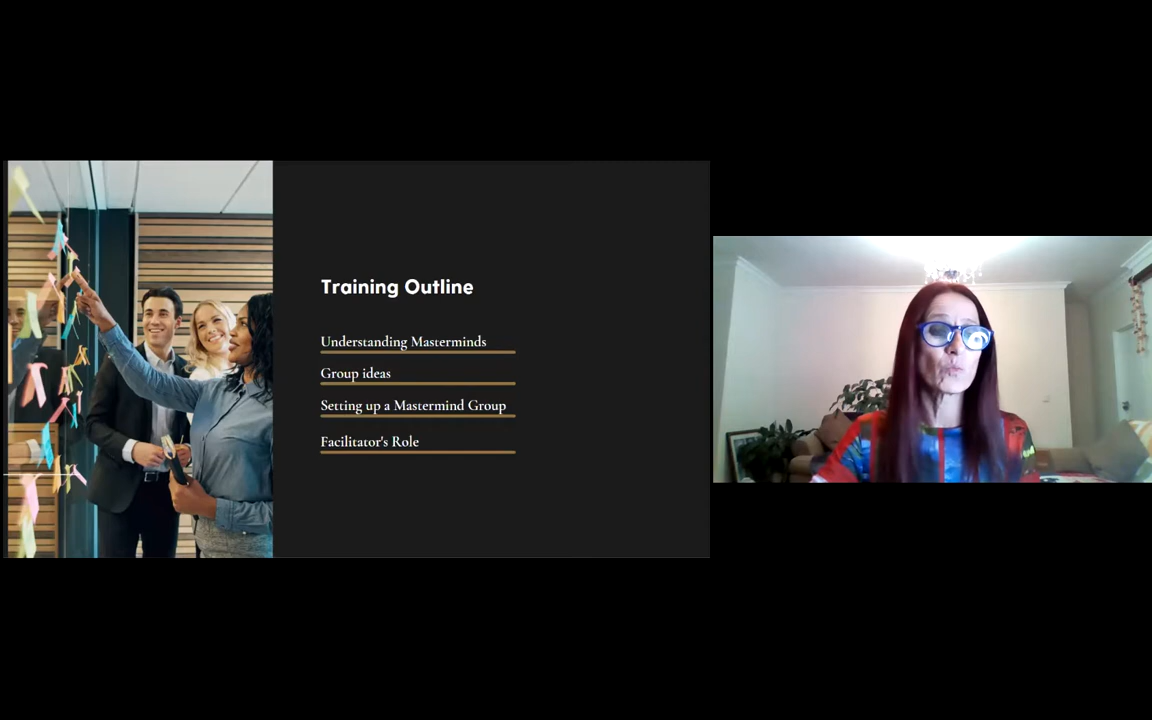 Training Outline
Understanding Masterminds
Group ideas
Setting up a Mastermind Group
Facilitator's Role